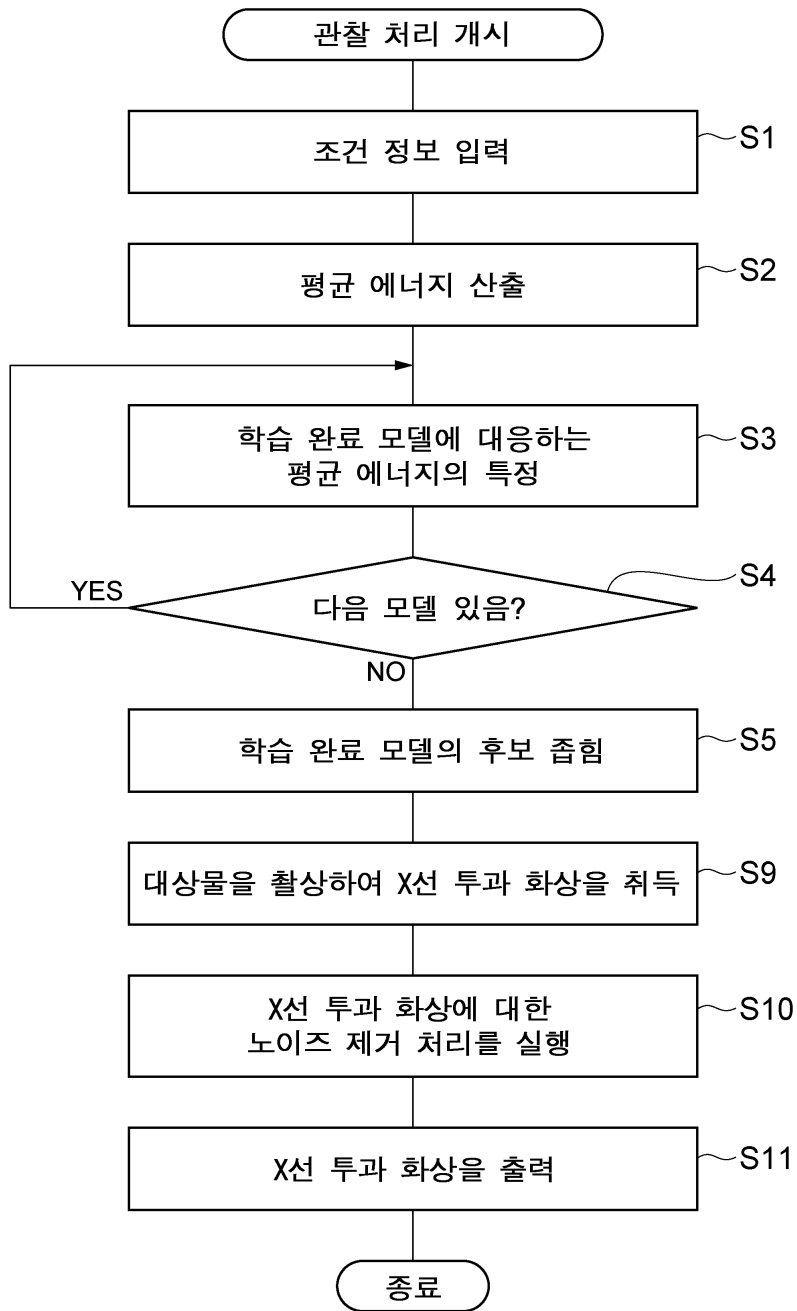 관찰 처리 개시
조건 정보 입력
S1
평균 에너지 산출
S2
학습 완료 모델에 대응하는
평균 에너지의 특정
S3
다음 모델 있음?
S4
YES
NO
학습 완료 모델의 후보 좁힘
S5
대상물을 촬상하여 X선 투과 화상을 취득
S9
X선 투과 화상에 대한
노이즈 제거 처리를 실행
S10
X선 투과 화상을 출력
S11
종료